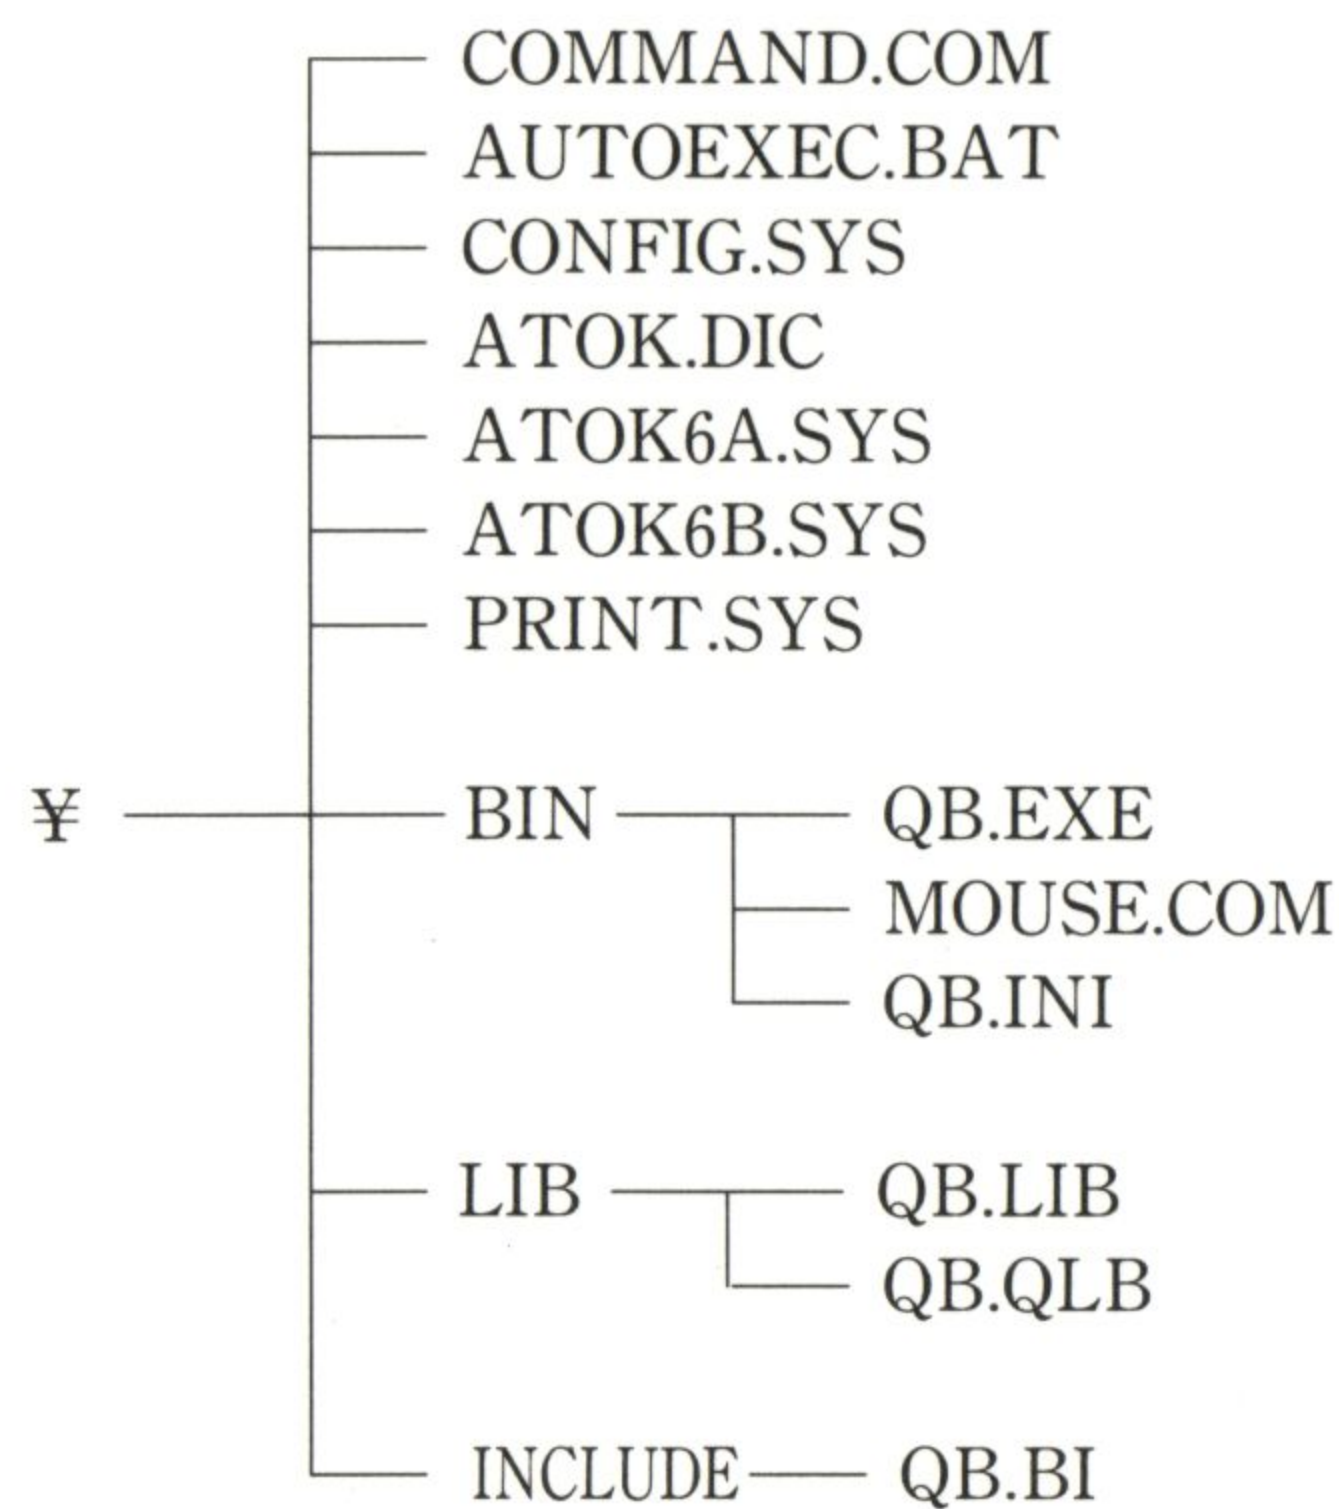 COMMAND.COM
AUTOEXEC.BAT
CONFIG.SYS
ATOK.DIC
ATOK6A.SYS
ATOK6B.SYS
PRINT.SYS
¥ BIN QB.EXE
MOUSE.COM
QB.INI
LIB QB.LIB
QB.QLB
INCLUDE QB.BI